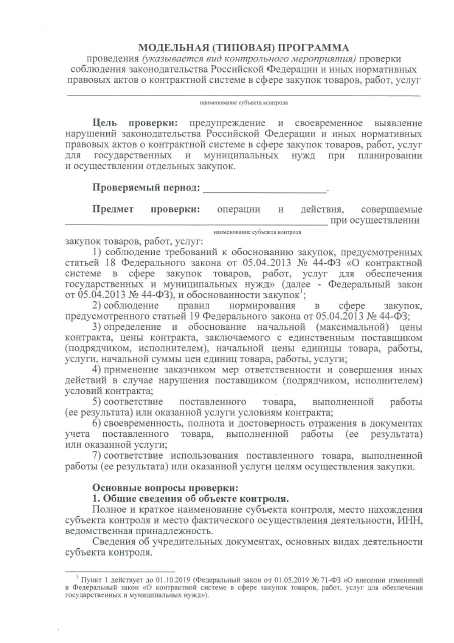 МОДЕЛЬНАЯ (ТИПОВАЯ) ПРОГРАММА
проведения (указывается вид контрольного мероприятия) проверки
соблюдения законодательства Российской Федерации и иных нормативных
правовых актов о контрактной системе в сфере закупок товаров, работ, услуг
наименование субъекта контроля
Цель проверки: предупреждение и своевременное выявление
нарушений законодательства Российской Федерации и иных нормативных
правовых актов о контрактной системе в сфере закупок товаров, работ, услуг
для государственных и муниципальных нужд при планировании
и осуществлении отдельных закупок.
Проверяемый период: ______________________.
Предмет проверки: операции и действия, совершаемые
______________________ при осуществлении
наименование субъекта контроля
закупок товаров, работ, услуг:
1) соблюдение требований к обоснованию закупок, предусмотренных
статьей 18 Федерального закона от 05.04.2013 № 44-ФЗ «О контрактной
системе в сфере закупок товаров, работ, услуг для обеспечения
государственных и муниципальных нужд» (далее - Федеральный закон
от 05.04.2013 № 44-ФЗ), и обоснованности закупок¹;
2) соблюдение правил нормирования в сфере закупок,
предусмотренного статьей 19 Федерального закона от 05.04.2013 № 44-ФЗ;
3) определение и обоснование начальной (максимальной) цены
контракта, цены контракта, заключаемого с единственным поставщиком
(подрядчиком, исполнителем), начальной цены единицы товара, работы,
услуги, начальной суммы цен единиц товара, работы, услуги;
4) применение заказчиком мер ответственности и совершения иных
действий в случае нарушения поставщиком (подрядчиком, исполнителем)
условий контракта;
5) соответствие поставленного товара, выполненной работы
(ее результата) или оказанной услуги условиям контракта;
6) своевременность, полнота и достоверность отражения в документах
учета поставленного товара, выполненной работы (ее результата)
или оказанной услуги;
7) соответствие использования поставленного товара, выполненной
работы (ее результата) или оказанной услуги целям осуществления закупки.
Основные вопросы проверки:
1. Общие сведения об объекте контроля.
Полное и краткое наименование субъекта контроля, место нахождения
субъекта контроля и место фактического осуществления деятельности, ИНН,
ведомственная принадлежность.
Сведения об учредительных документах, основных видах деятельности
субъекта контроля.
¹ Пункт 1 действует до 01.10.2019 (Федеральный закон от 01.05.2019 № 71-ФЗ «О внесении изменений
в Федеральный закон «О контрактной системе в сфере закупок товаров, работ, услуг для обеспечения
государственных и муниципальных нужд»).